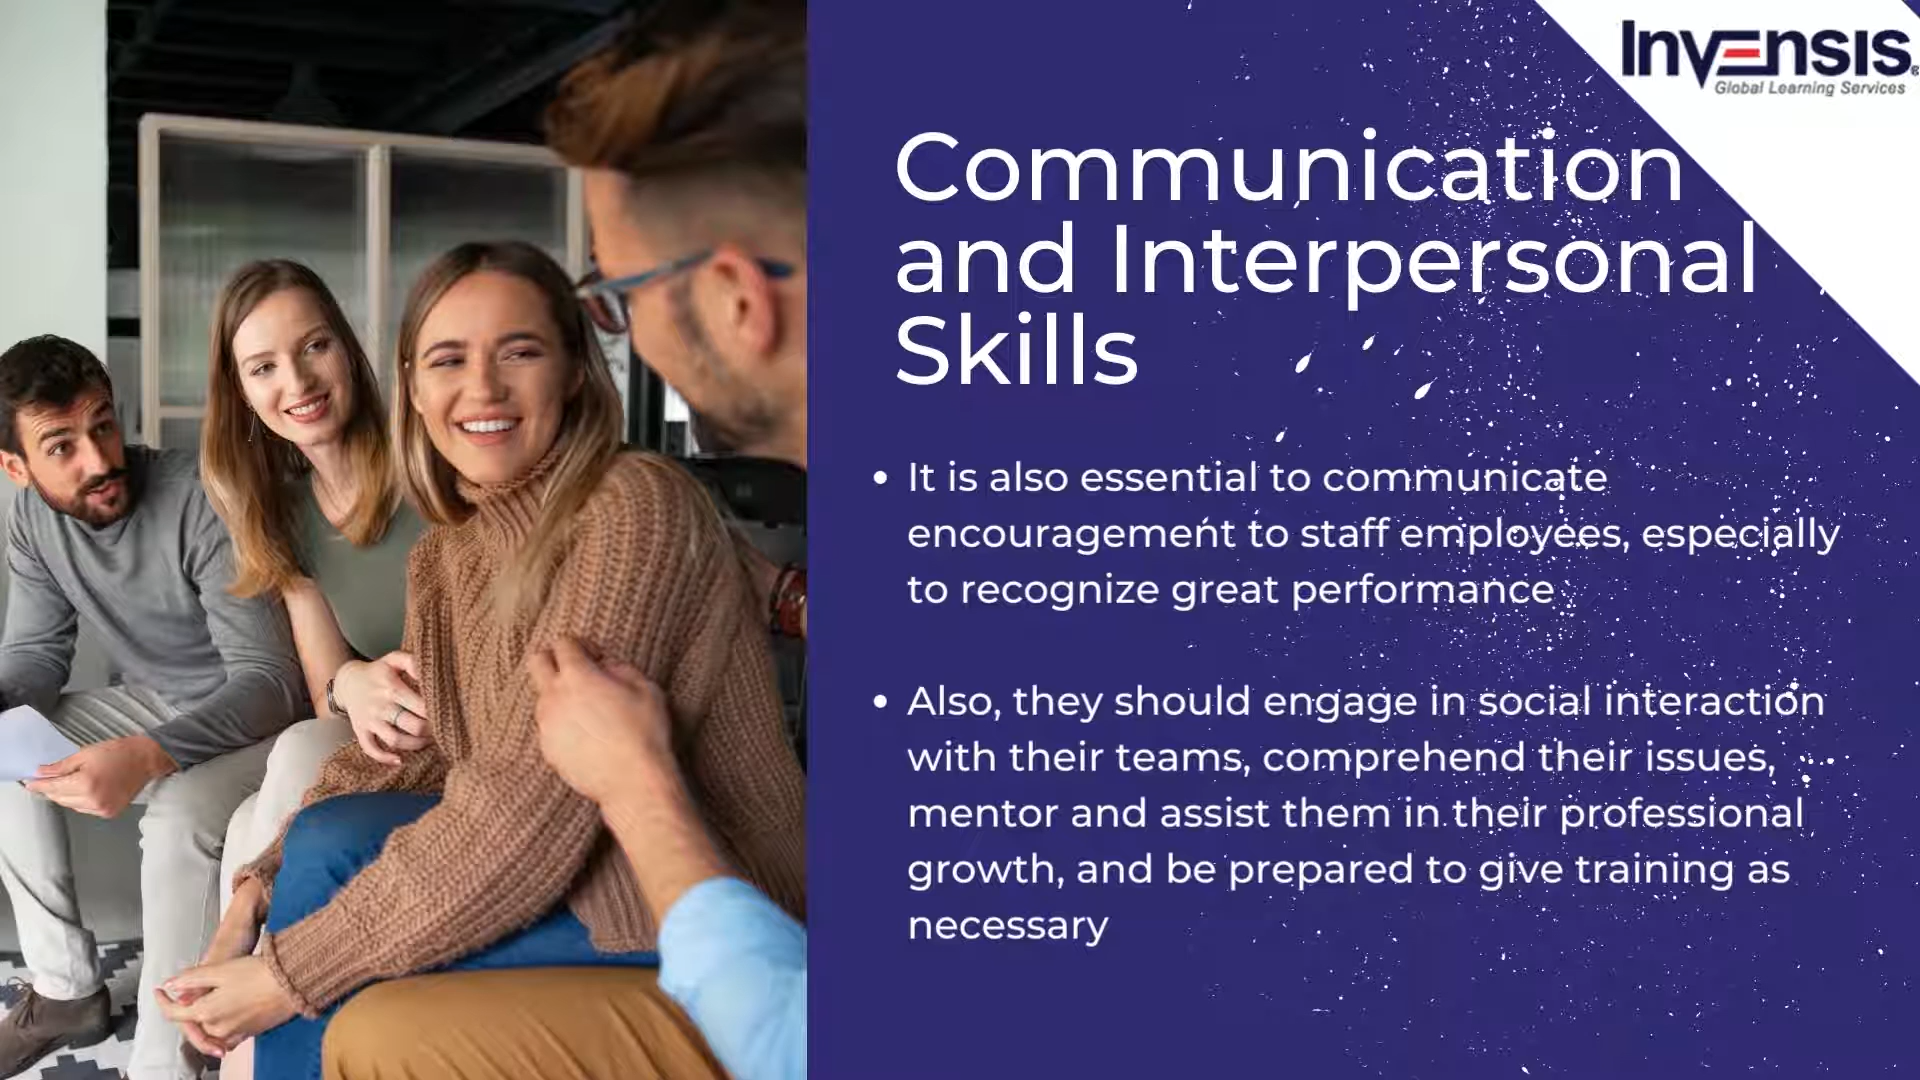 Invensis
Global Learning Services
Communication
and Interpersonal
Skills
• It is also essential to communicate
encouragement to staff employees, especially
to recognize great performance
• Also, they should engage in social interaction
with their teams, comprehend their issues,
mentor and assist them in their professional
growth, and be prepared to give training as
necessary